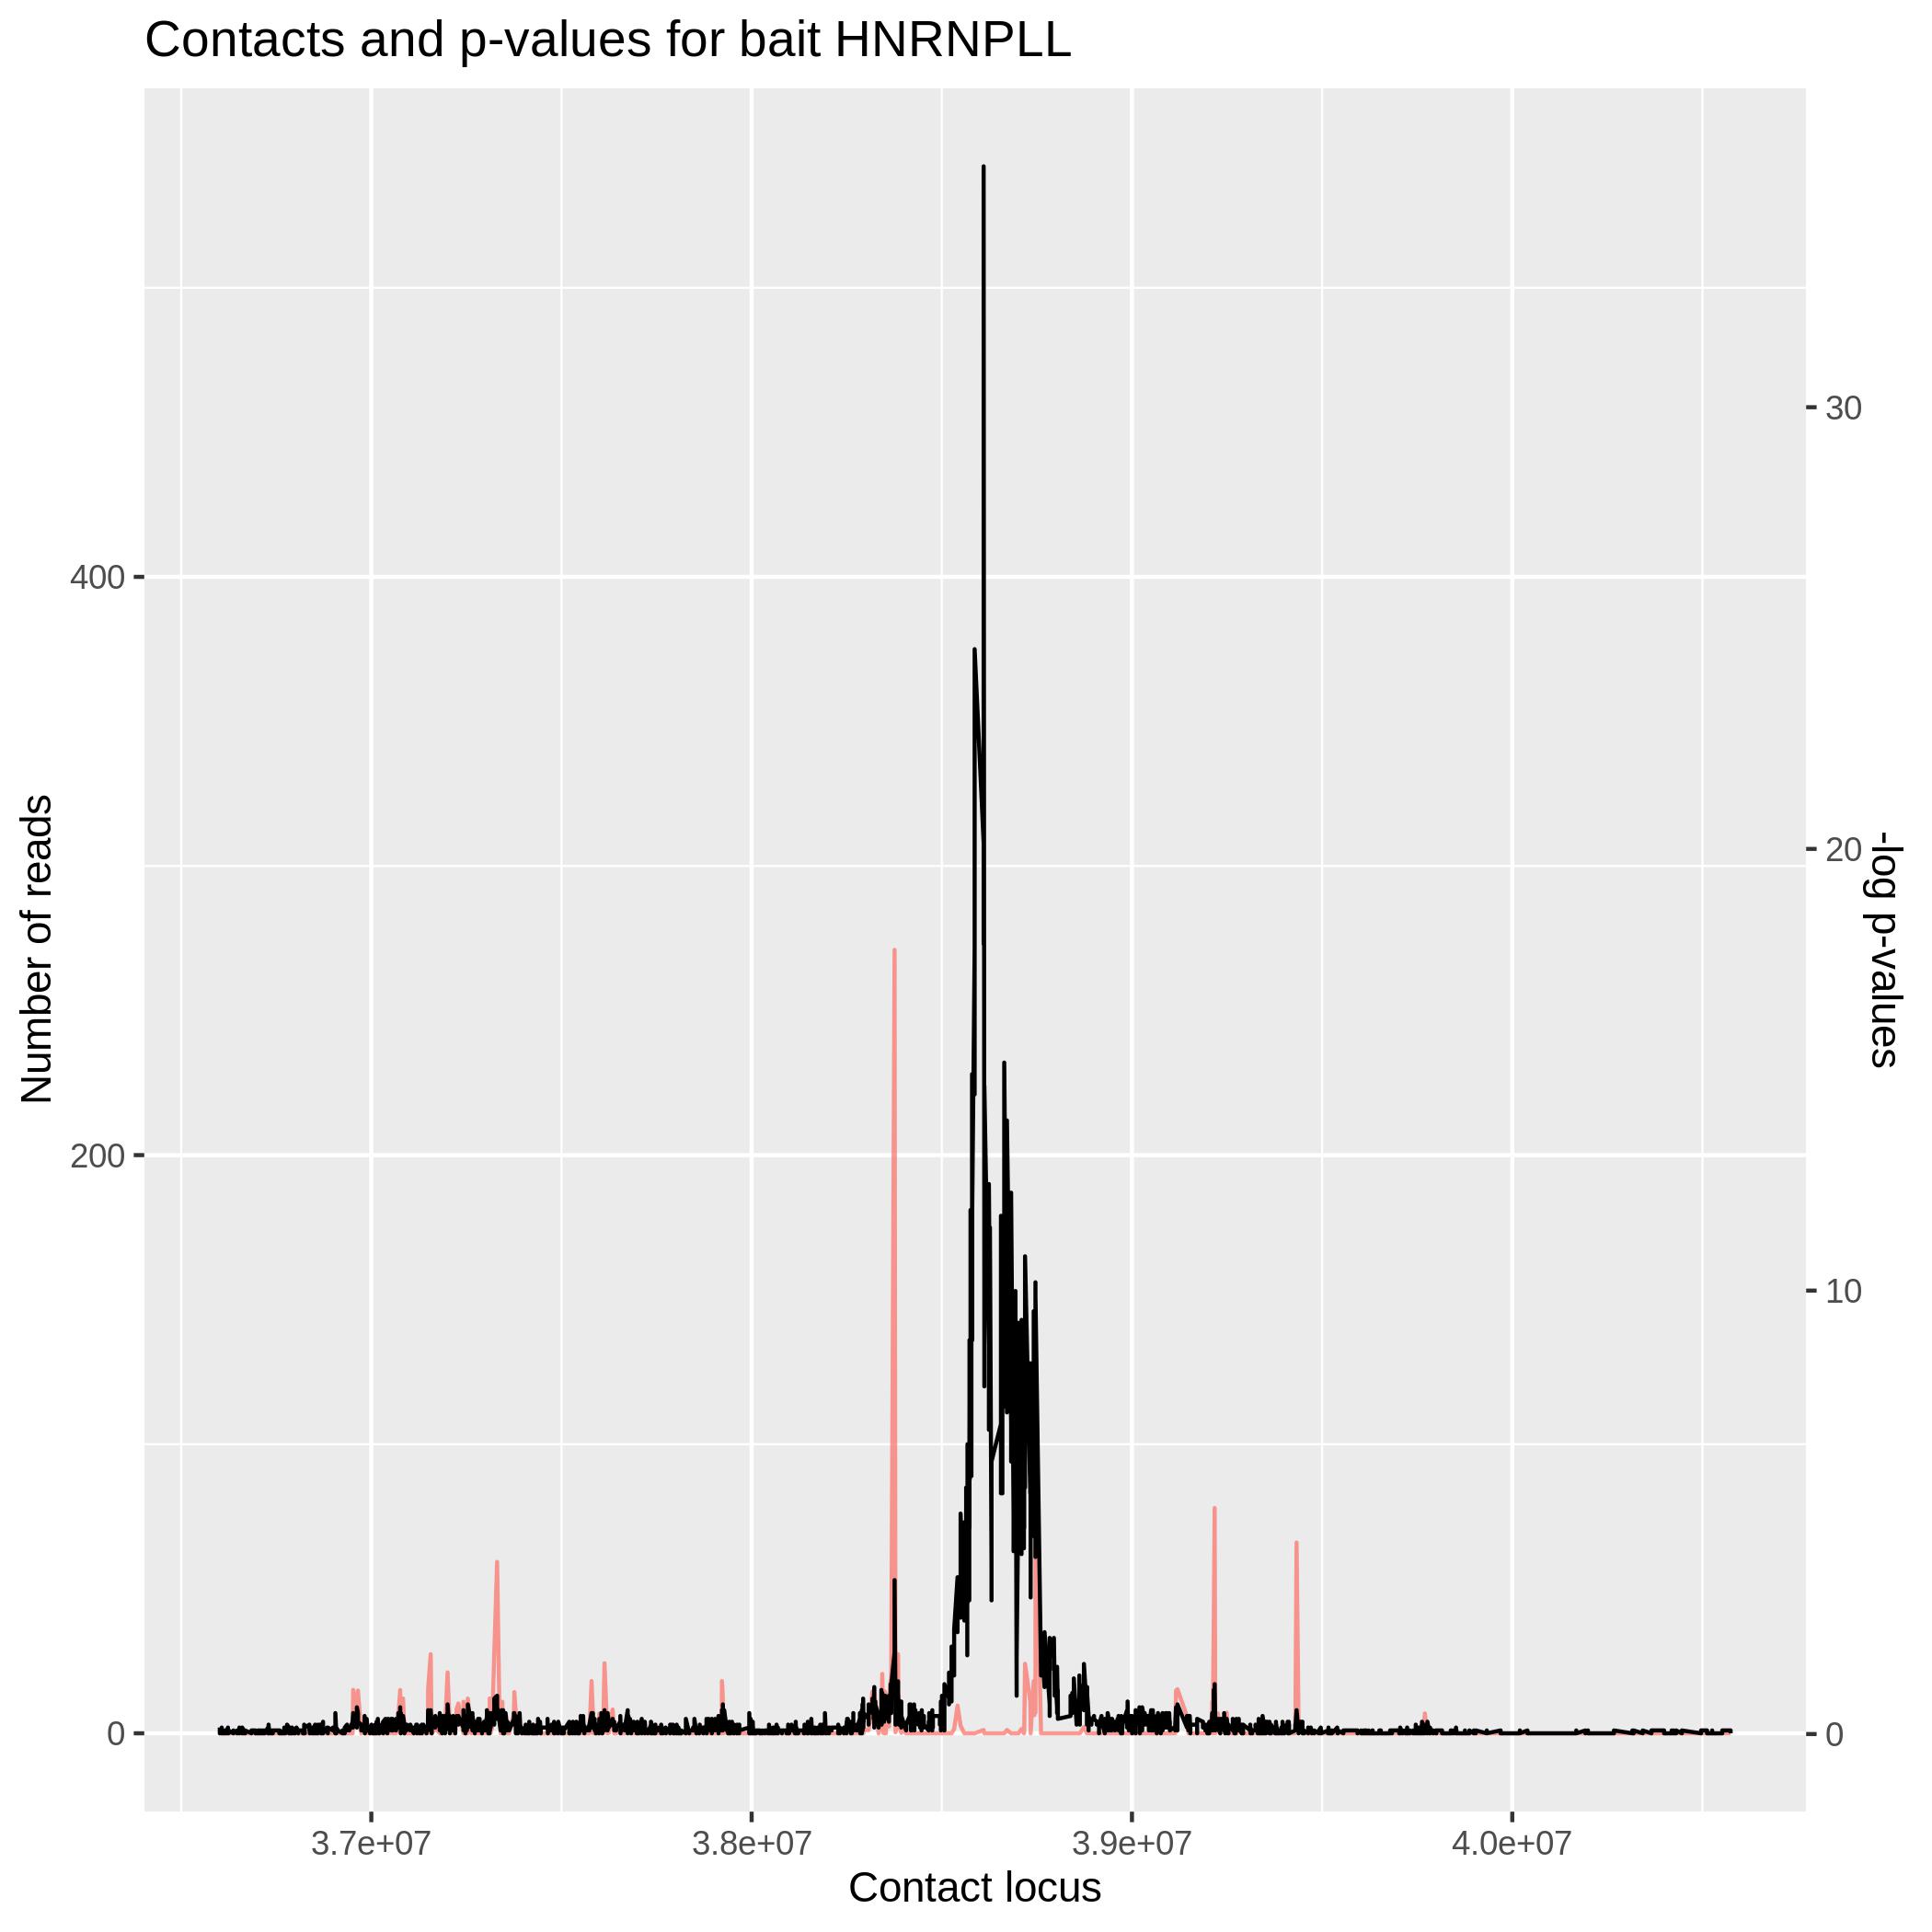 Contacts and p-values for bait HNRNPLL
Number of reads
400
200
0
30
20
10
0
-log p-values
3.7e+07
3.8e+07
3.9e+07
4.0e+07
Contact locus